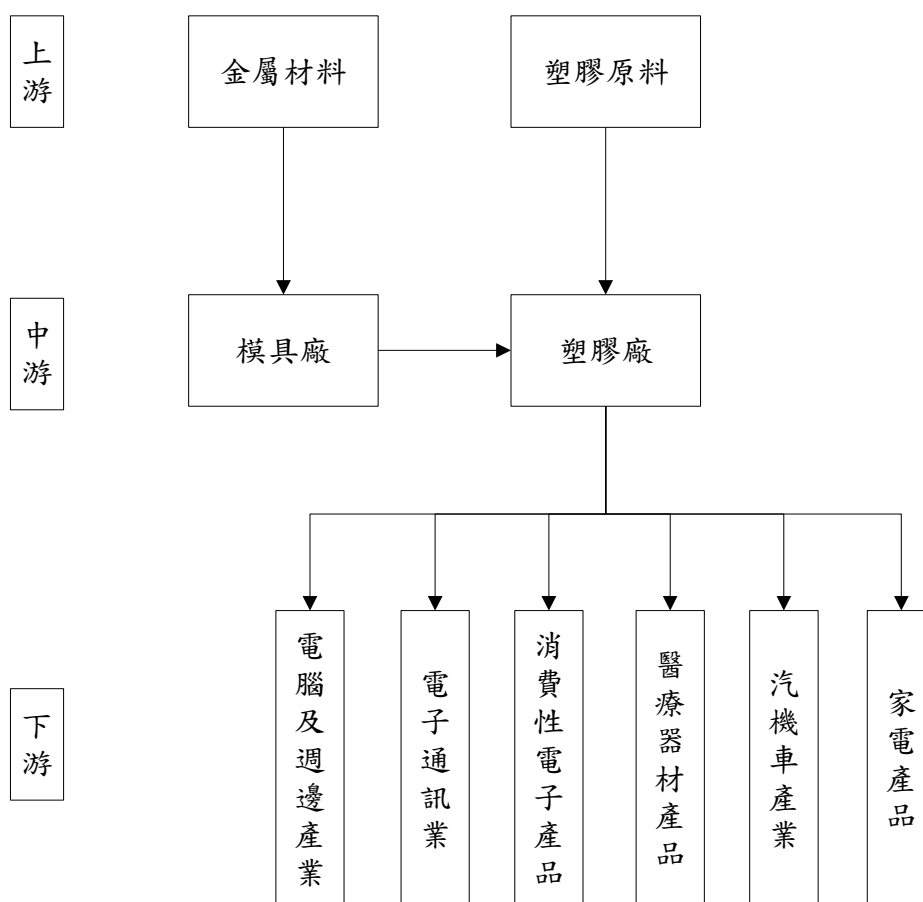 上游
金屬材料
塑膠原料
中游
模具廠
塑膠廠
下游
電腦及週邊產業
電子通訊業
消費性電子產品
醫療器材產品
汽機車產業
家電產品